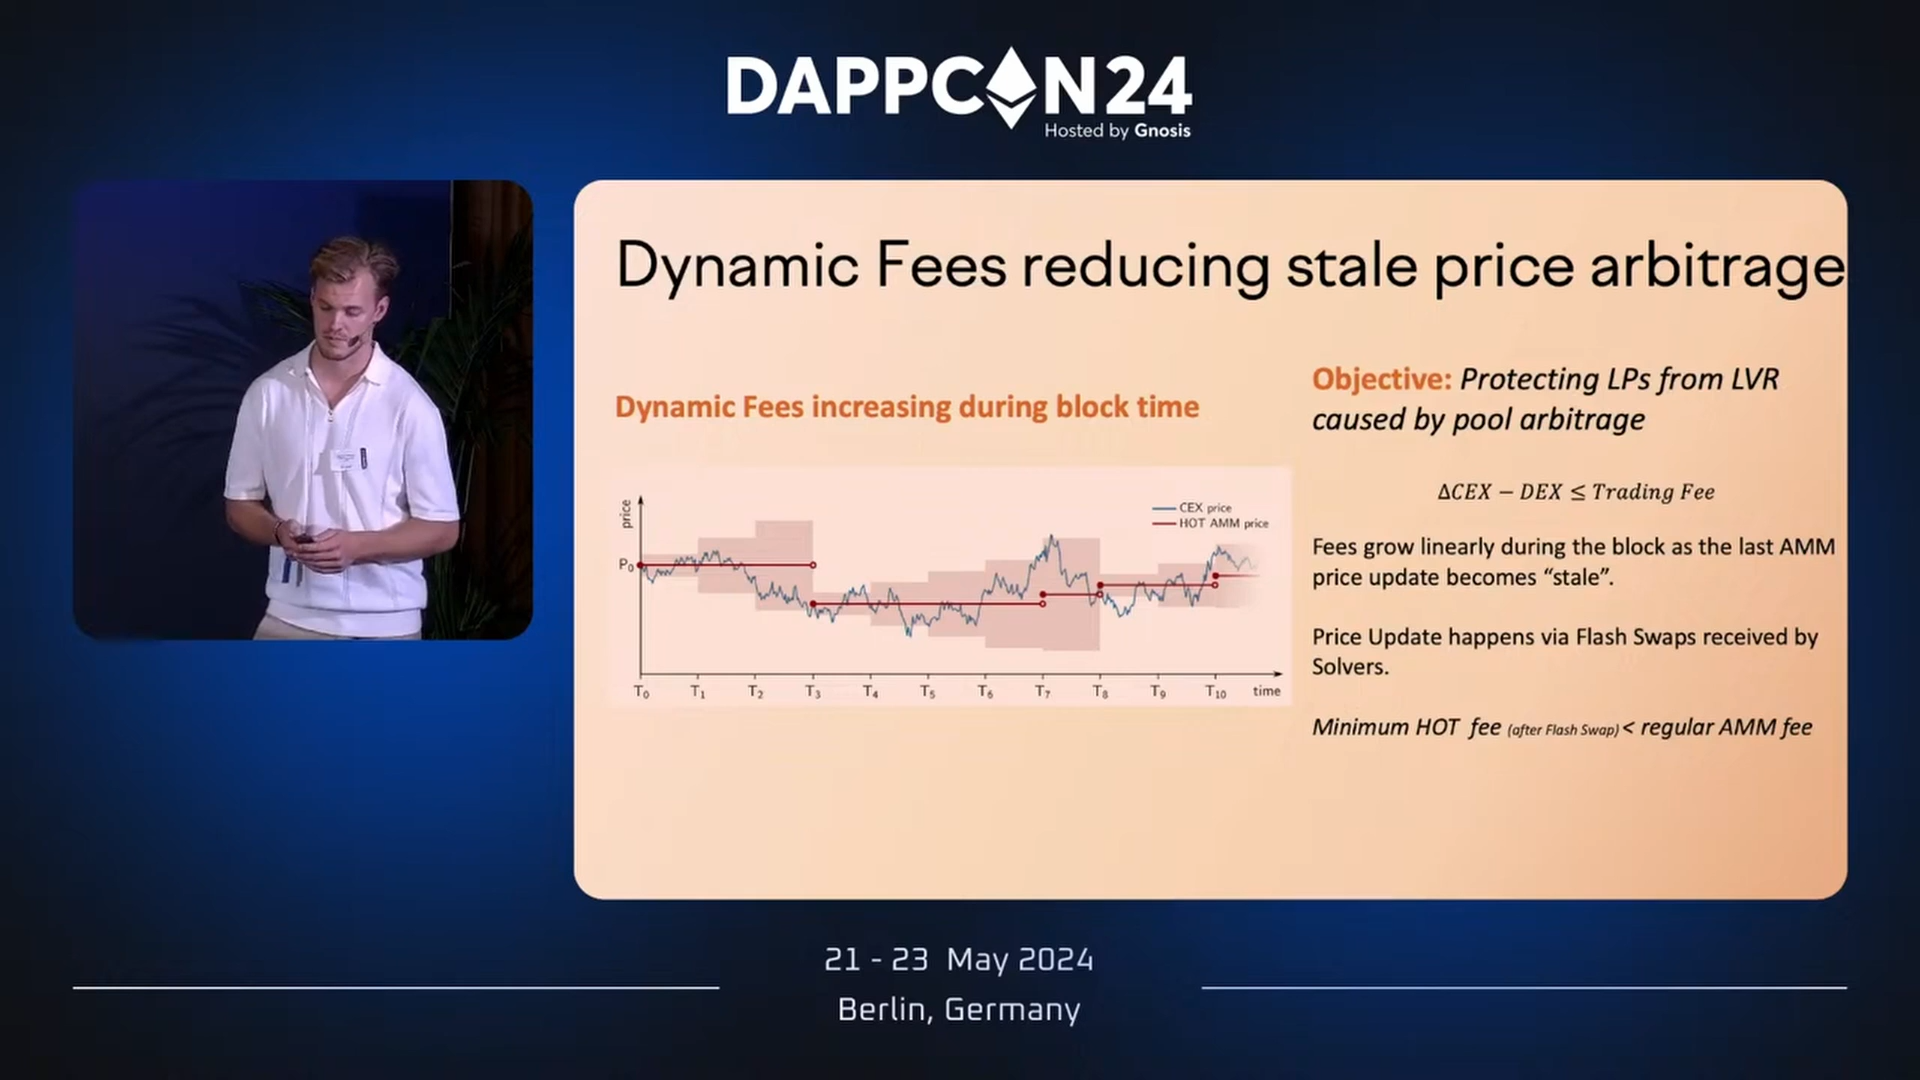 DAPPCON24
Hosted by Gnosis
Dynamic Fees reducing stale price arbitrage
Dynamic Fees increasing during block time
price
CEX price
HOT AMM price
P₀
T₀ T₁ T₂ T₃ T₄ T₅ T₆ T₇ T₈ T₉ T₁₀ time
Objective: Protecting LPs from LVR
caused by pool arbitrage
ΔCEX − DEX ≤ Trading Fee
Fees grow linearly during the block as the last AMM
price update becomes “stale”.
Price Update happens via Flash Swaps received by
Solvers.
Minimum HOT fee (after Flash Swap) < regular AMM fee
21 - 23 May 2024
Berlin, Germany